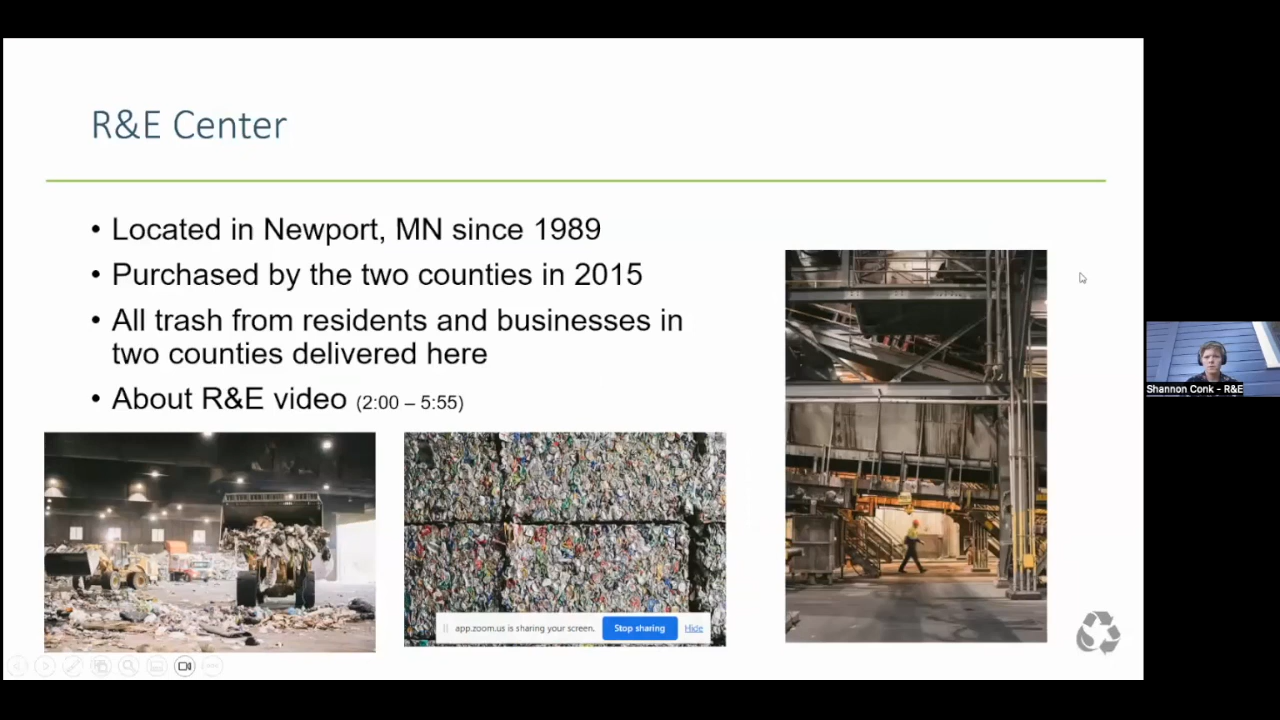 R&E Center
• Located in Newport, MN since 1989
• Purchased by the two counties in 2015
• All trash from residents and businesses in
two counties delivered here
• About R&E video (2:00 – 5:55)
Shannon Conk - R&E
app.zoom.us is sharing your screen.
Stop sharing
Hide